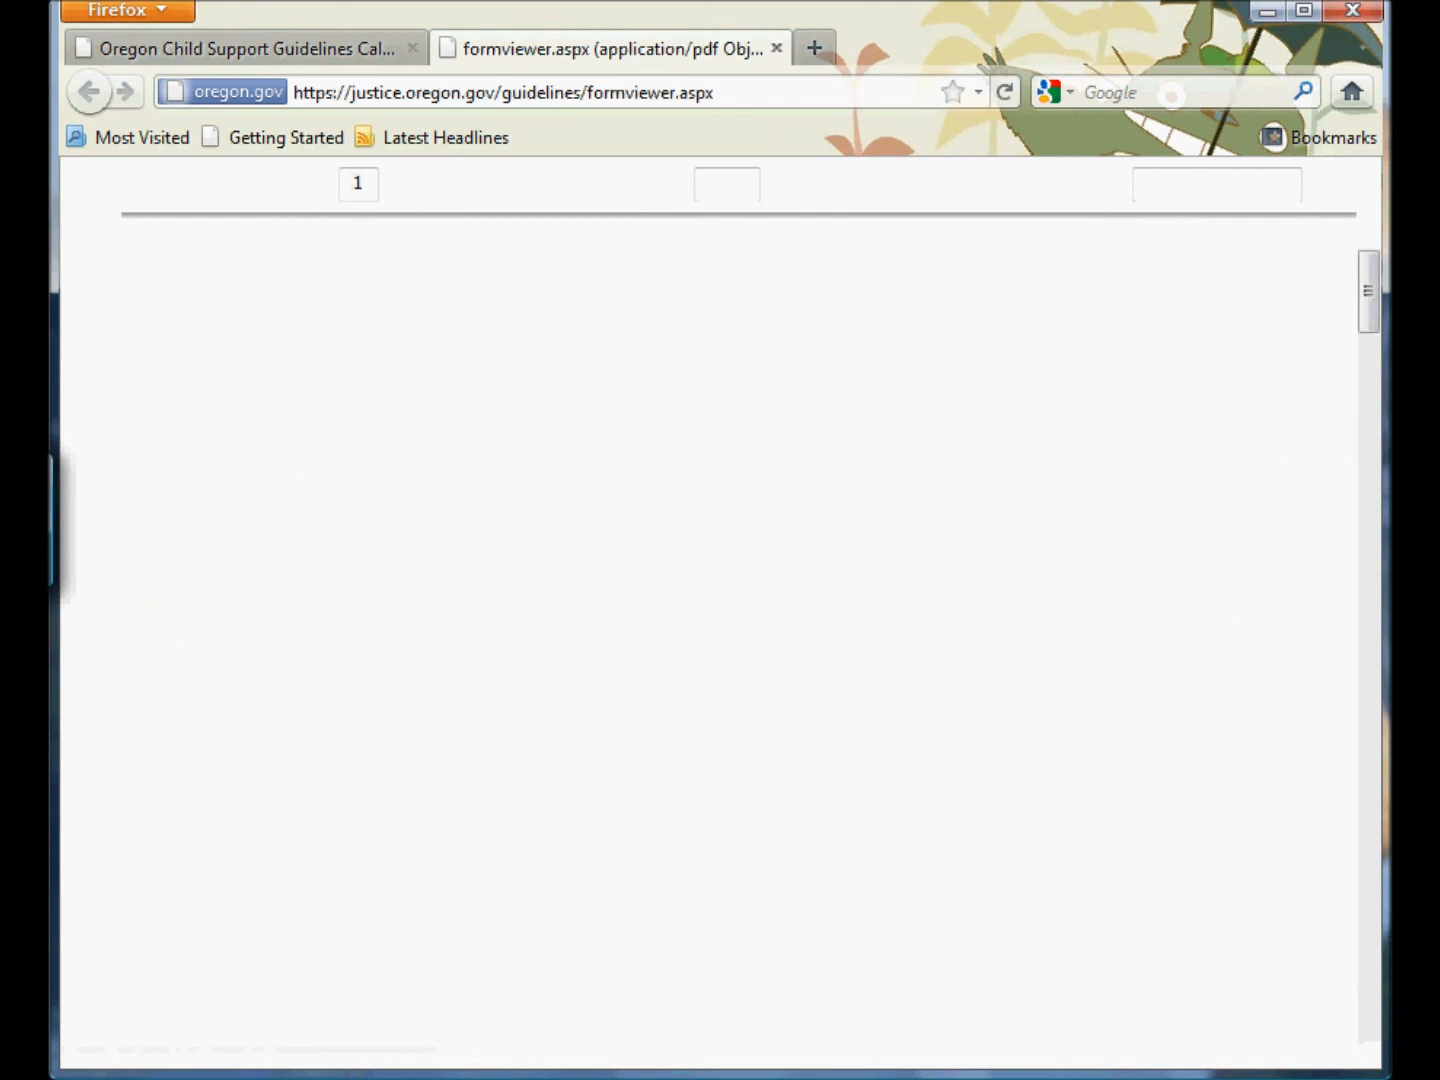 Firefox
Oregon Child Support Guidelines Cal...
formviewer.aspx (application/pdf Obj...
oregon.gov
https://justice.oregon.gov/guidelines/formviewer.aspx
Google
Most Visited
Getting Started
Latest Headlines
Bookmarks
1